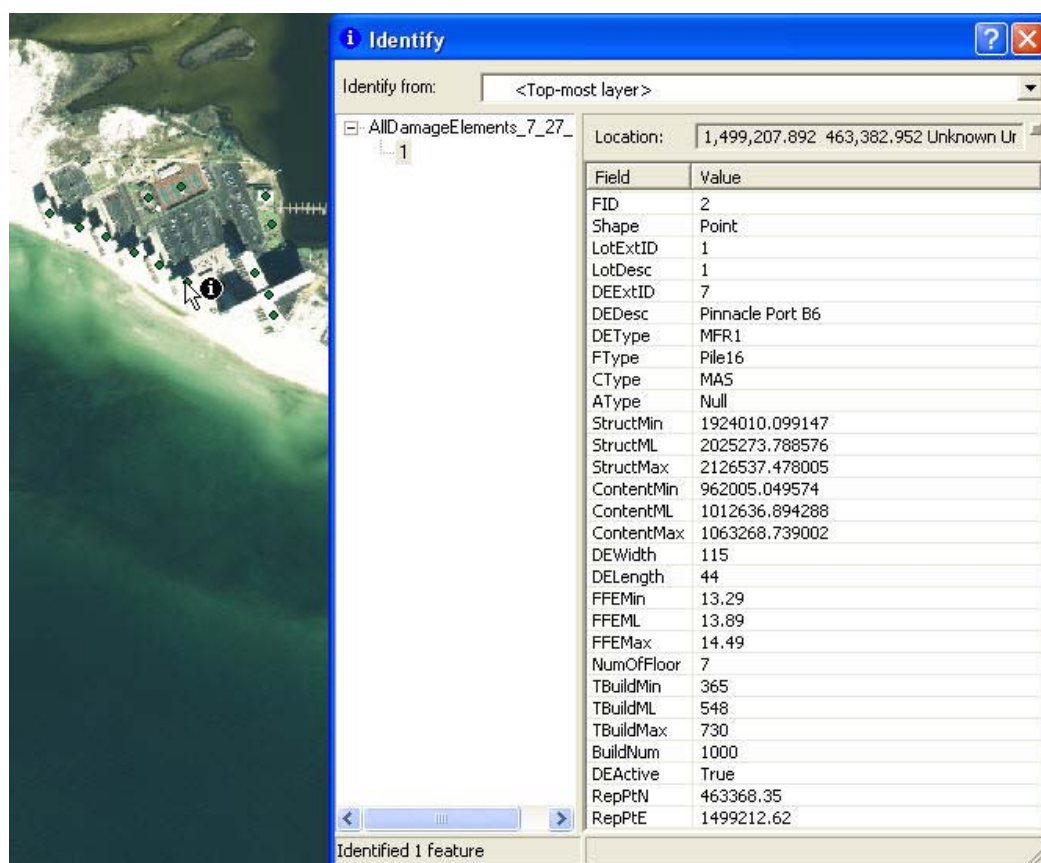 Identify
Identify from: <Top-most layer>
AllDamageElements_7_27_
1
Location: 1,499,207.892 463,382.952 Unknown Ur
Field Value
FID 2
Shape Point
LotExtID 1
LotDesc 1
DEExtID 7
DEDesc Pinnacle Port B6
DEType MFR1
FType Pile16
CType MAS
AType Null
StructMin 1924010.099147
StructML 2025273.788576
StructMax 2126537.478005
ContentMin 962005.049574
ContentML 1012636.894288
ContentMax 1063268.739002
DEWidth 115
DELength 44
FFEMin 13.29
FFEML 13.89
FFEMax 14.49
NumOfFloor 7
TBuildMin 365
TBuildML 548
TBuildMax 730
BuildNum 1000
DEActive True
RepPtN 463368.35
RepPtE 1499212.62
Identified 1 feature